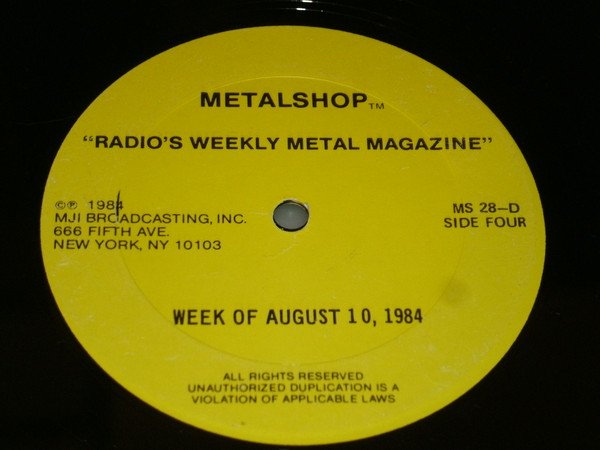 METALSHOP™
"RADIO'S WEEKLY METAL MAGAZINE"
©℗ 1984
MJI BROADCASTING, INC.
666 FIFTH AVE.
NEW YORK, NY 10103
MS 28-D
SIDE FOUR
WEEK OF AUGUST 10, 1984
ALL RIGHTS RESERVED
UNAUTHORIZED DUPLICATION IS A
VIOLATION OF APPLICABLE LAWS